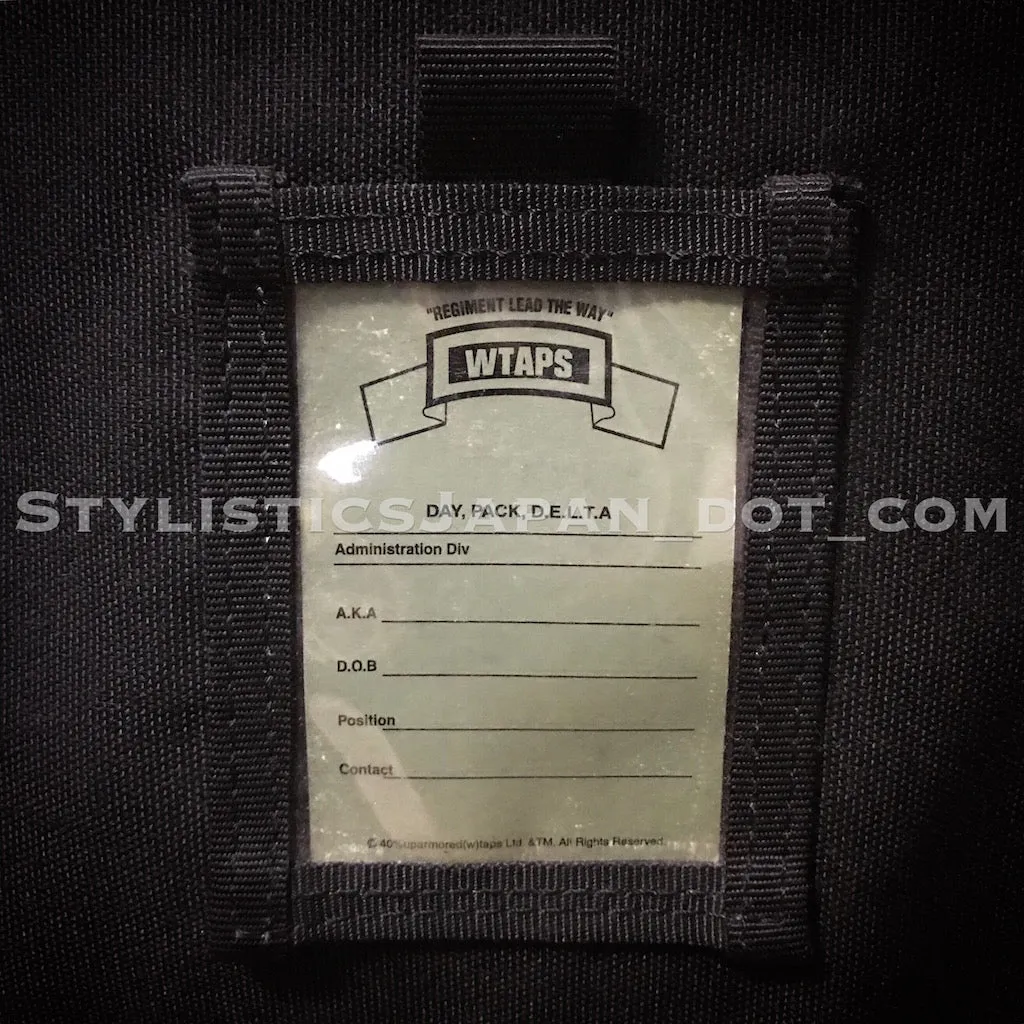 "REGIMENT LEAD THE WAY"
WTAPS
DAY, PACK, D.E.L.T.A
StylisticsJapan_dot_com
Administration Div
A.K.A
D.O.B
Position
Contact
© 40%uparmored(w)taps Ltd &TM. All Rights Reserved.